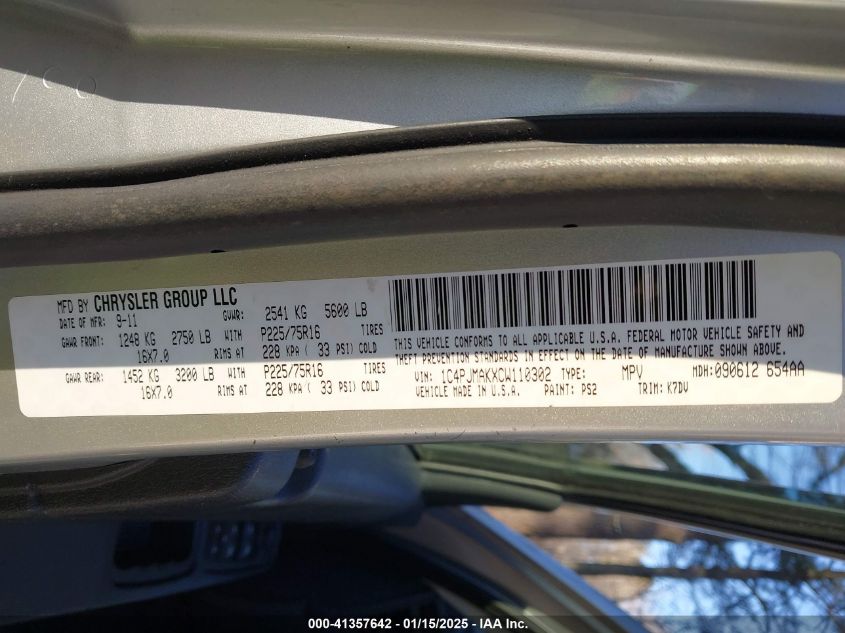 MFD BY CHRYSLER GROUP LLC
DATE OF MFR: 9-11 GVWR: 2541 KG 5600 LB
GAWR FRONT: 1248 KG 2750 LB WITH P225/75R16 TIRES
16X7.0 RIMS AT 228 KPA ( 33 PSI) COLD
GAWR REAR: 1452 KG 3200 LB WITH P225/75R16 TIRES
16X7.0 RIMS AT 228 KPA ( 33 PSI) COLD
THIS VEHICLE CONFORMS TO ALL APPLICABLE U.S.A. FEDERAL MOTOR VEHICLE SAFETY AND
THEFT PREVENTION STANDARDS IN EFFECT ON THE DATE OF MANUFACTURE SHOWN ABOVE.
VIN: 1C4PJMAKXCW110302 TYPE: MPV MDH: 090612 654AA
VEHICLE MADE IN U.S.A. PAINT: PS2 TRIM: K7DV
000-41357642 - 01/15/2025 - IAA Inc.